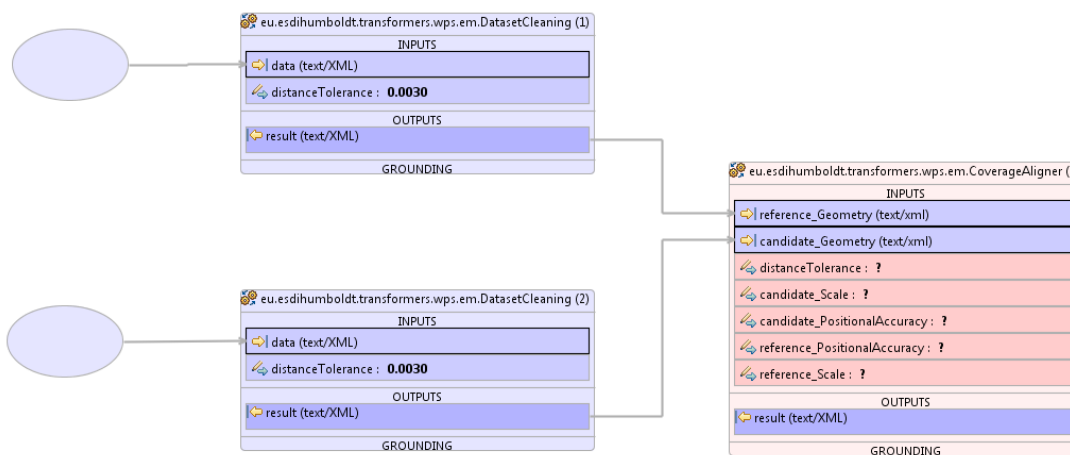 eu.esdihumboldt.transformers.wps.em.DatasetCleaning (1)
INPUTS
data (text/XML)
distanceTolerance : 0.0030
OUTPUTS
result (text/XML)
GROUNDING
eu.esdihumboldt.transformers.wps.em.DatasetCleaning (2)
INPUTS
data (text/XML)
distanceTolerance : 0.0030
OUTPUTS
result (text/XML)
GROUNDING
eu.esdihumboldt.transformers.wps.em.CoverageAligner (
INPUTS
reference_Geometry (text/xml)
candidate_Geometry (text/xml)
distanceTolerance : ?
candidate_Scale : ?
candidate_PositionalAccuracy : ?
reference_PositionalAccuracy : ?
reference_Scale : ?
OUTPUTS
result (text/XML)
GROUNDING